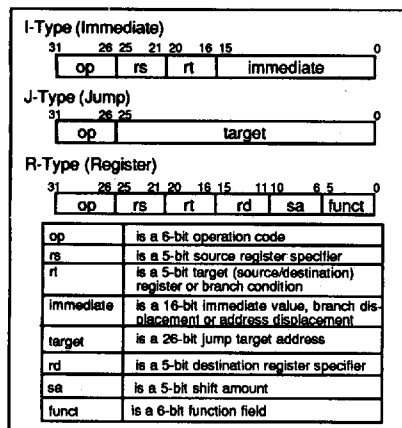 I-Type (Immediate)
31 26 25 21 20 16 15 0
op rs rt immediate
J-Type (Jump)
31 26 25 0
op target
R-Type (Register)
31 26 25 21 20 16 15 11 10 6 5 0
op rs rt rd sa funct
op is a 6-bit operation code
rs is a 5-bit source register specifier
rt is a 5-bit target (source/destination)
register or branch condition
immediate is a 16-bit immediate value, branch dis-
placement or address displacement
target is a 26-bit jump target address
rd is a 5-bit destination register specifier
sa is a 5-bit shift amount
funct is a 6-bit function field